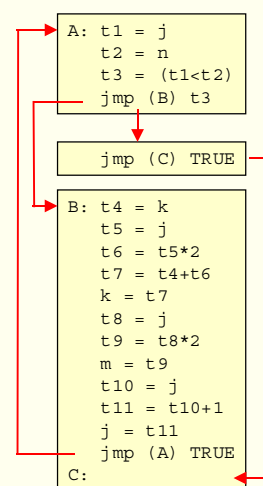 A: t1 = j
t2 = n
t3 = (t1<t2)
jmp (B) t3
jmp (C) TRUE
B: t4 = k
t5 = j
t6 = t5*2
t7 = t4+t6
k = t7
t8 = j
t9 = t8*2
m = t9
t10 = j
t11 = t10+1
j = t11
jmp (A) TRUE
C: